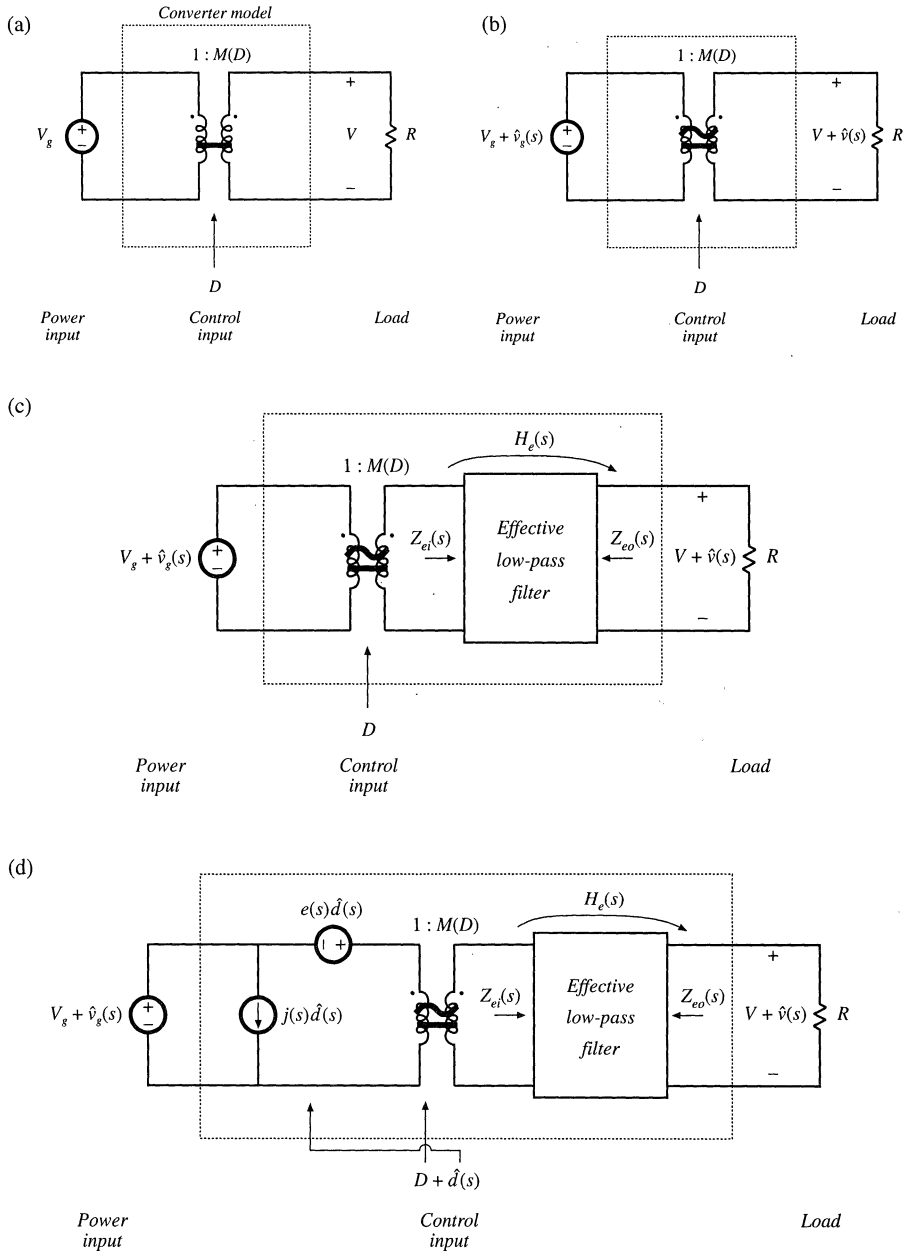 (a)
Converter model
1 : M(D)
V_g
+
−
+
V
−
R
D
Power
input
Control
input
Load
(b)
1 : M(D)
V_g + v̂_g(s)
+
−
+
V + v̂(s)
−
R
D
Power
input
Control
input
Load
(c)
H_e(s)
1 : M(D)
V_g + v̂_g(s)
+
−
Z_ei(s)
Effective
low-pass
filter
Z_eo(s)
+
V + v̂(s)
−
R
D
Power
input
Control
input
Load
(d)
e(s)d̂(s)
− +
1 : M(D)
H_e(s)
V_g + v̂_g(s)
+
−
j(s)d̂(s)
Z_ei(s)
Effective
low-pass
filter
Z_eo(s)
+
V + v̂(s)
−
R
D + d̂(s)
Power
input
Control
input
Load